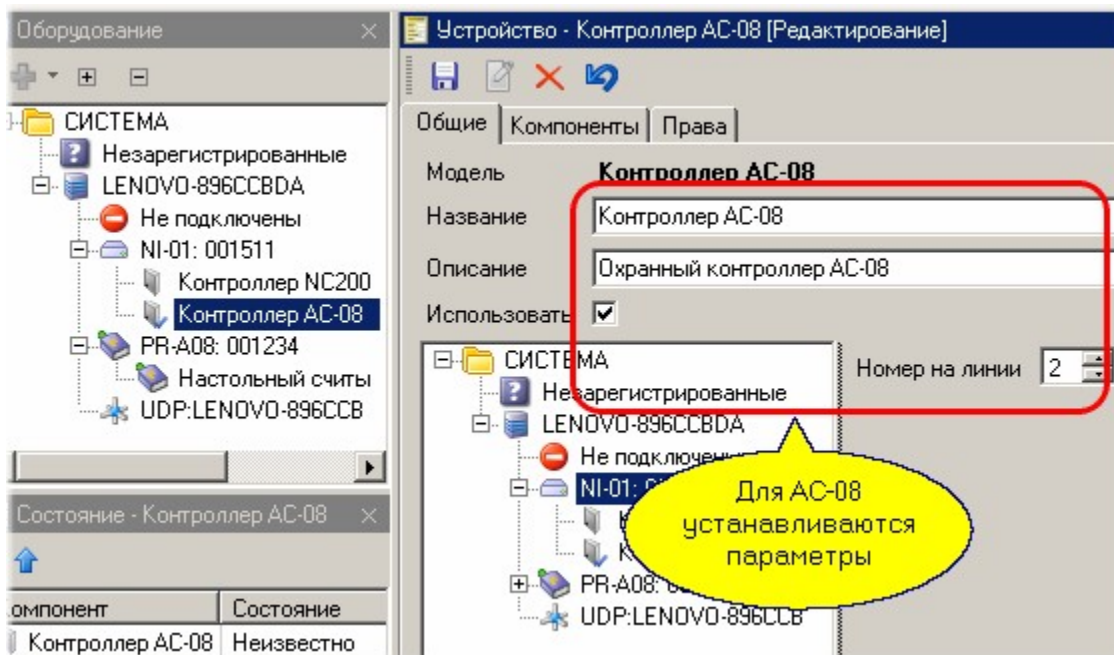 Оборудование
СИСТЕМА
Незарегистрированные
LENOVO-896CCBDA
Не подключены
NI-01: 001511
Контроллер NC200
Контроллер AC-08
PR-A08: 001234
Настольный считы
UDP:LENOVO-896CCB
Состояние - Контроллер AC-08
омпонент Состояние
Контроллер AC-08 Неизвестно
Устройство - Контроллер AC-08 [Редактирование]
Общие Компоненты Права
Модель Контроллер AC-08
Название Контроллер AC-08
Описание Охранный контроллер AC-08
Использовать
СИСТЕМА
Незарегистрированные
LENOVO-896CCBDA
Не подключены
NI-01:
К
К
PR-A08:
UDP:LENOVO-896CCB
Номер на линии 2
Для AC-08
устанавливаются
параметры